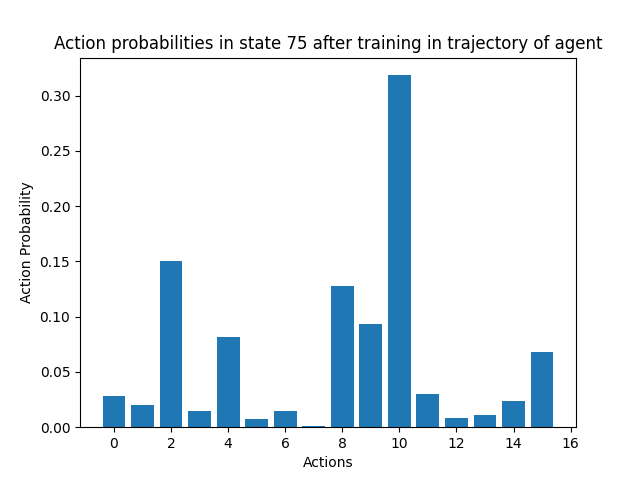 Action probabilities in state 75 after training in trajectory of agent
0.30
0.25
0.20
0.15
0.10
0.05
0.00
Action Probability
0 2 4 6 8 10 12 14 16
Actions